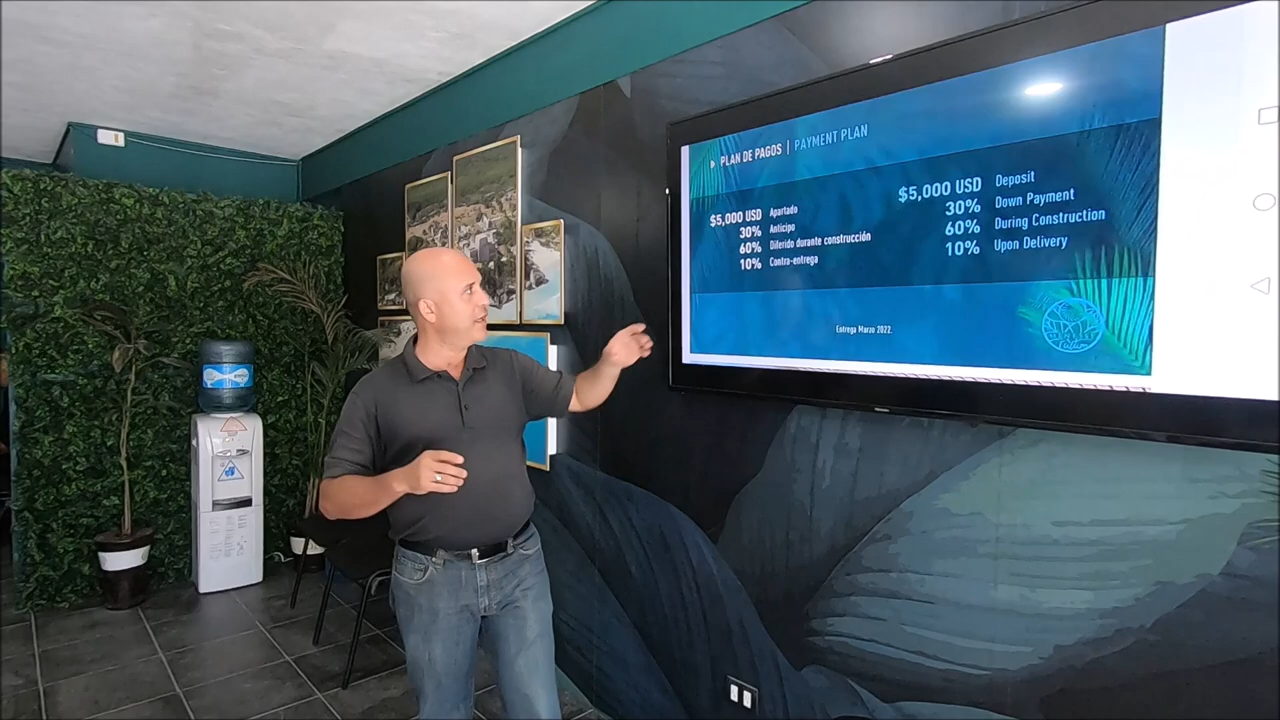 PLAN DE PAGOS | PAYMENT PLAN
$5,000 USD Apartado
30% Anticipo
60% Diferido durante construcción
10% Contra-entrega
$5,000 USD Deposit
30% Down Payment
60% During Construction
10% Upon Delivery
Entrega Marzo 2022.
Tulum